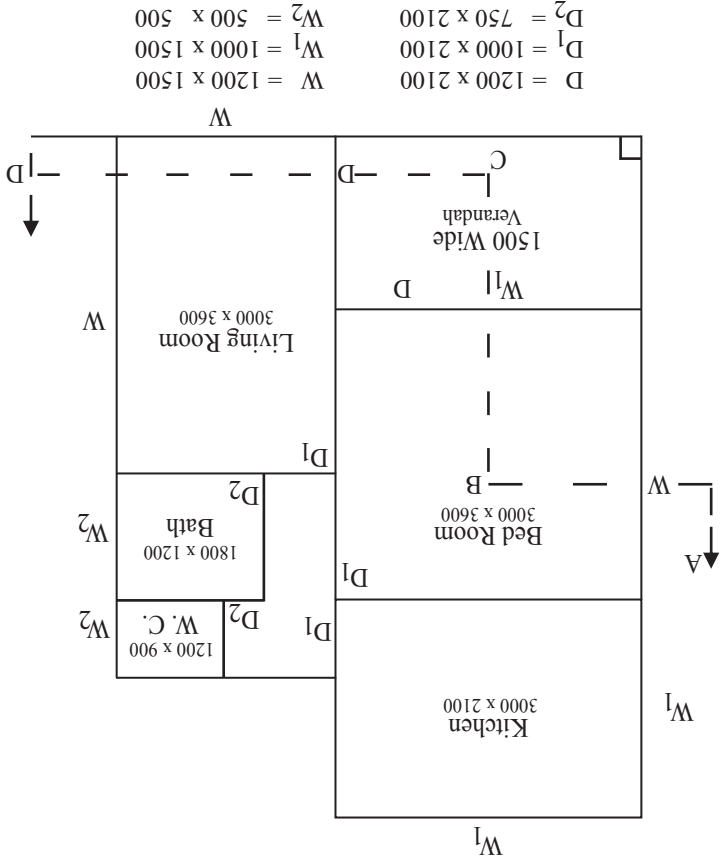 W1
Kitchen
3000 x 2100
W1
1200 x 900
W. C.
D1
D2
W2
D1
A
1800 x 1200
Bath
W2
Bed Room
3000 x 3600
D2
W
B
D1
Living Room
3000 x 3600
W
W1
D
1500 Wide
Verandah
C
D
D
W
D = 1200 x 2100
D1 = 1000 x 2100
D2 = 750 x 2100
W = 1200 x 1500
W1 = 1000 x 1500
W2 = 500 x 500